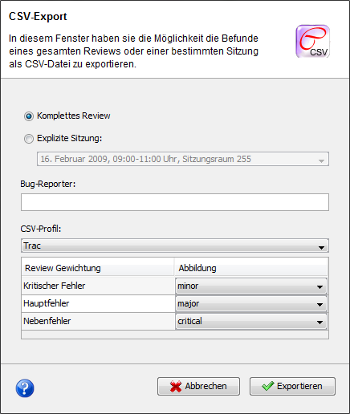 CSV-Export
In diesem Fenster haben sie die Möglichkeit die Befunde
eines gesamten Reviews oder einer bestimmten Sitzung
als CSV-Datei zu exportieren.
CSV
Komplettes Review
Explizite Sitzung:
16. Februar 2009, 09:00-11:00 Uhr, Sitzungsraum 255
Bug-Reporter:
CSV-Profil:
Trac
Review Gewichtung Abbildung
Kritischer Fehler minor
Hauptfehler major
Nebenfehler critical
? Abbrechen Exportieren